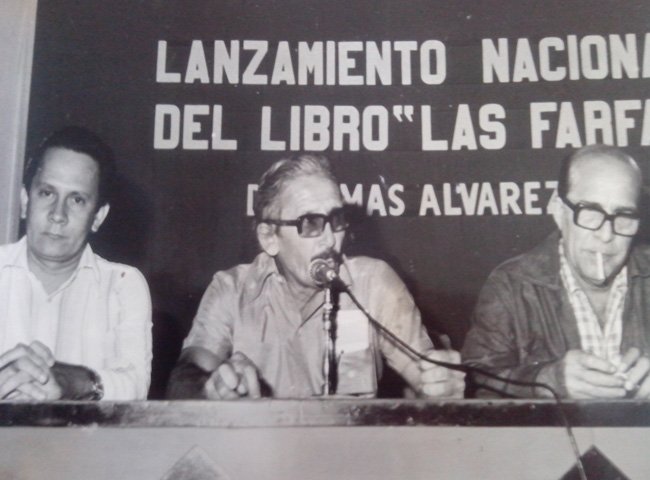 LANZAMIENTO NACIONA
DEL LIBRO "LAS FARFA
MAS ALVAREZ